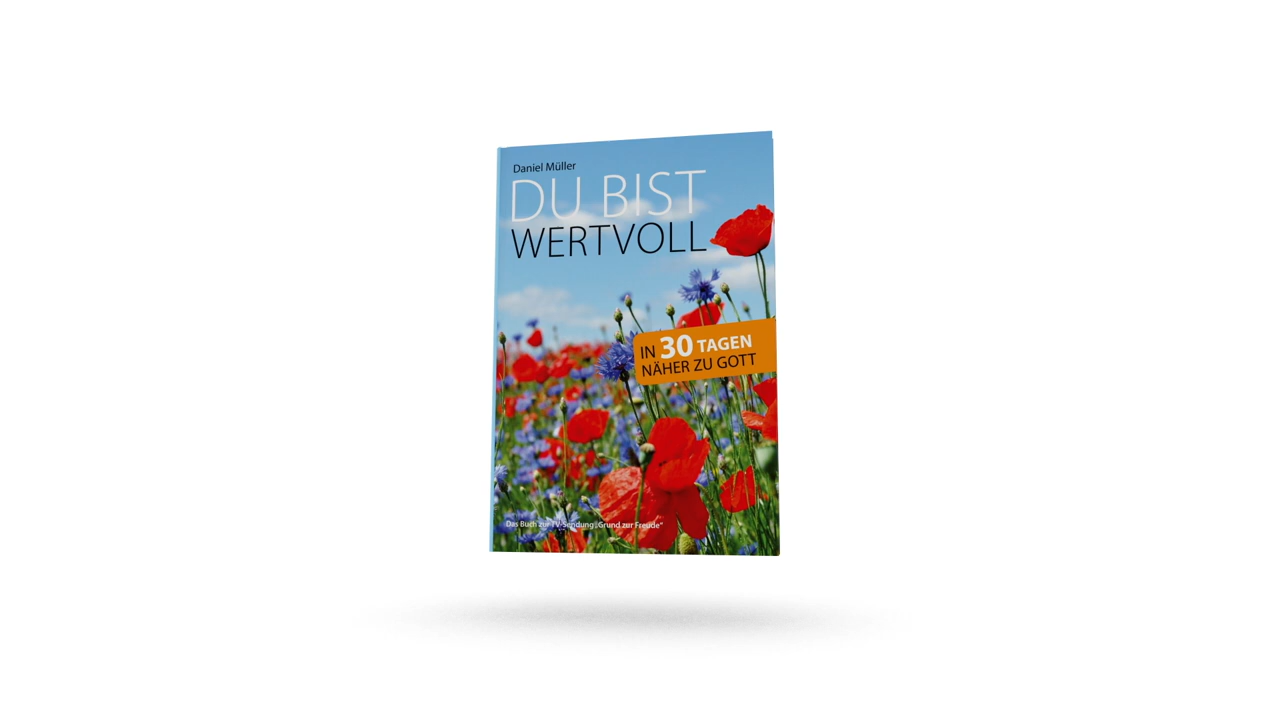 Daniel Müller
DU BIST
WERTVOLL
IN 30 TAGEN
NÄHER ZU GOTT
Das Buch zur TV-Sendung „Grund zur Freude“